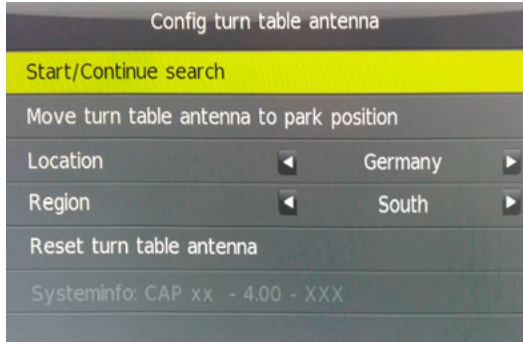 Config turn table antenna
Start/Continue search
Move turn table antenna to park position
Location Germany
Region South
Reset turn table antenna
Systeminfo: CAP xx - 4.00 - XXX